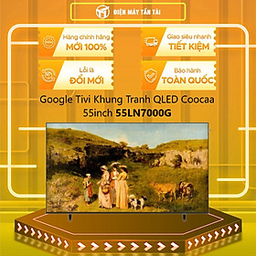 ĐIỆN MÁY TẤN TÀI
Hàng chính hãng
MỚI 100%
Giao siêu nhanh
TIẾT KIỆM
Lỗi là
ĐỔI MỚI
Bảo hành
TOÀN QUỐC
Google Tivi Khung Tranh QLED Coocaa
55inch 55LN7000G